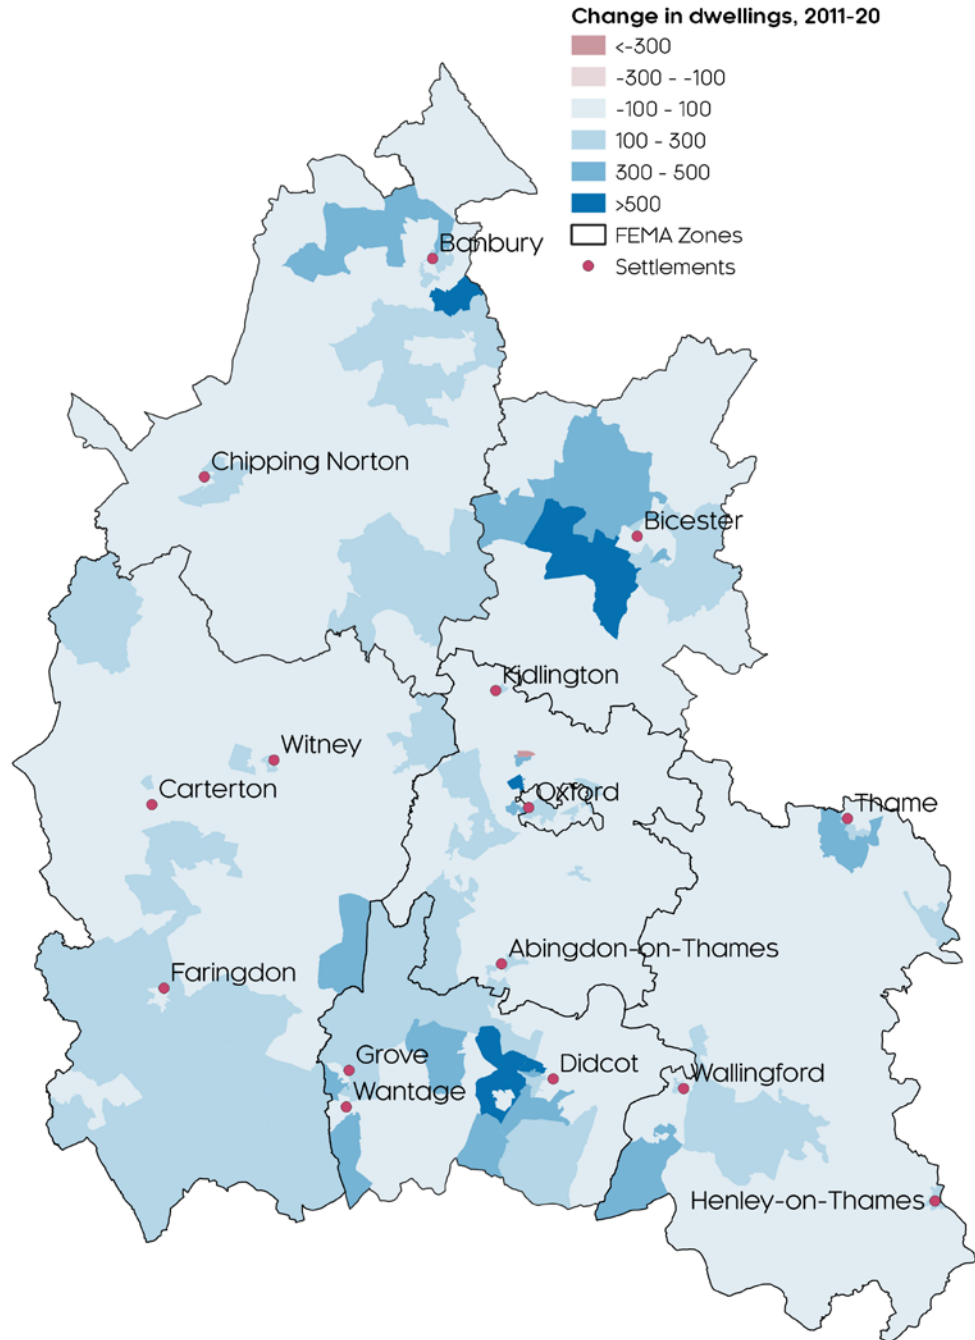 Change in dwellings, 2011-20
<-300
-300 - -100
-100 - 100
100 - 300
300 - 500
>500
FEMA Zones
Settlements
Banbury
Chipping Norton
Bicester
Kidlington
Witney
Carterton
Oxford
Thame
Abingdon-on-Thames
Faringdon
Grove
Didcot
Wantage
Wallingford
Henley-on-Thames